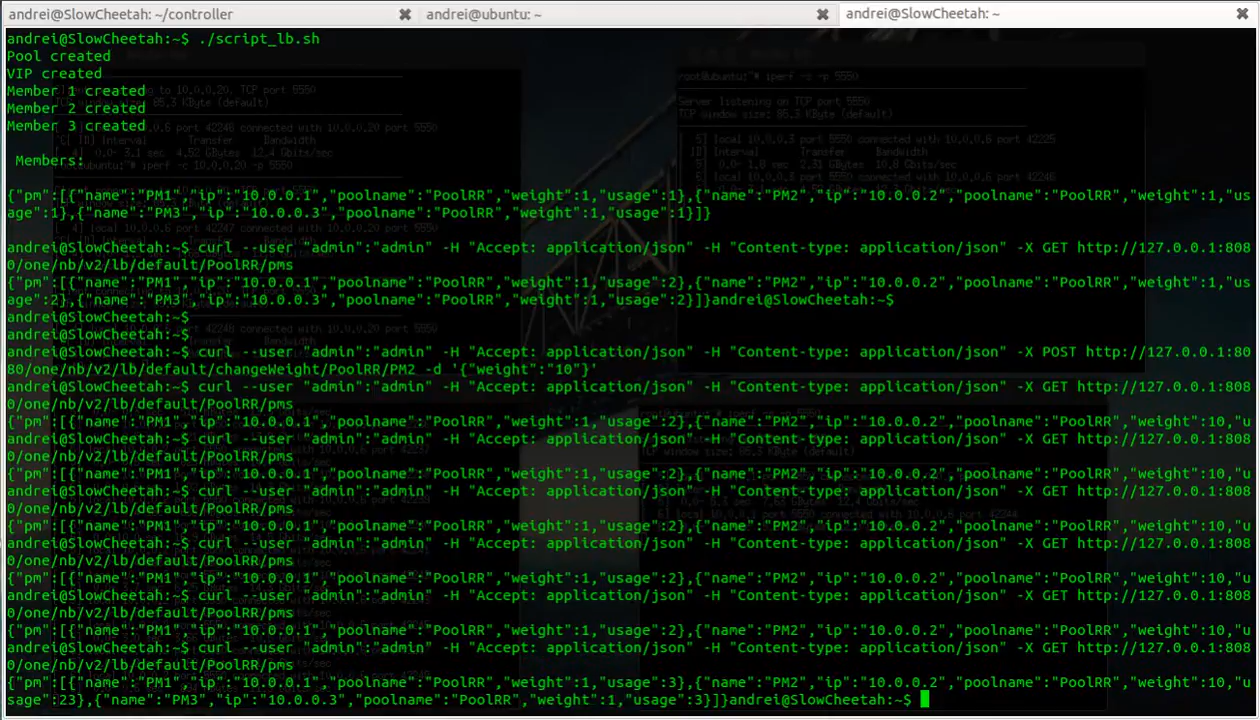 andrei@SlowCheetah: ~/controller
andrei@ubuntu: ~
andrei@SlowCheetah: ~
andrei@SlowCheetah:~$ ./script_lb.sh
Pool created
VIP created
Member 1 created
Member 2 created
Member 3 created
Members:
{"pm":[{"name":"PM1","ip":"10.0.0.1","poolname":"PoolRR","weight":1,"usage":1},{"name":"PM2","ip":"10.0.0.2","poolname":"PoolRR","weight":1,"us
age":1},{"name":"PM3","ip":"10.0.0.3","poolname":"PoolRR","weight":1,"usage":1}]}
andrei@SlowCheetah:~$ curl --user "admin":"admin" -H "Accept: application/json" -H "Content-type: application/json" -X GET http://127.0.0.1:808
0/one/nb/v2/lb/default/PoolRR/pms
{"pm":[{"name":"PM1","ip":"10.0.0.1","poolname":"PoolRR","weight":1,"usage":2},{"name":"PM2","ip":"10.0.0.2","poolname":"PoolRR","weight":1,"us
age":2},{"name":"PM3","ip":"10.0.0.3","poolname":"PoolRR","weight":1,"usage":2}]}andrei@SlowCheetah:~$
andrei@SlowCheetah:~$
andrei@SlowCheetah:~$
andrei@SlowCheetah:~$ curl --user "admin":"admin" -H "Accept: application/json" -H "Content-type: application/json" -X POST http://127.0.0.1:80
80/one/nb/v2/lb/default/changeWeight/PoolRR/PM2 -d '{"weight":"10"}'
andrei@SlowCheetah:~$ curl --user "admin":"admin" -H "Accept: application/json" -H "Content-type: application/json" -X GET http://127.0.0.1:808
0/one/nb/v2/lb/default/PoolRR/pms
{"pm":[{"name":"PM1","ip":"10.0.0.1","poolname":"PoolRR","weight":1,"usage":2},{"name":"PM2","ip":"10.0.0.2","poolname":"PoolRR","weight":10,"u
andrei@SlowCheetah:~$ curl --user "admin":"admin" -H "Accept: application/json" -H "Content-type: application/json" -X GET http://127.0.0.1:808
0/one/nb/v2/lb/default/PoolRR/pms
{"pm":[{"name":"PM1","ip":"10.0.0.1","poolname":"PoolRR","weight":1,"usage":2},{"name":"PM2","ip":"10.0.0.2","poolname":"PoolRR","weight":10,"u
andrei@SlowCheetah:~$ curl --user "admin":"admin" -H "Accept: application/json" -H "Content-type: application/json" -X GET http://127.0.0.1:808
0/one/nb/v2/lb/default/PoolRR/pms
{"pm":[{"name":"PM1","ip":"10.0.0.1","poolname":"PoolRR","weight":1,"usage":2},{"name":"PM2","ip":"10.0.0.2","poolname":"PoolRR","weight":10,"u
andrei@SlowCheetah:~$ curl --user "admin":"admin" -H "Accept: application/json" -H "Content-type: application/json" -X GET http://127.0.0.1:808
0/one/nb/v2/lb/default/PoolRR/pms
{"pm":[{"name":"PM1","ip":"10.0.0.1","poolname":"PoolRR","weight":1,"usage":2},{"name":"PM2","ip":"10.0.0.2","poolname":"PoolRR","weight":10,"u
andrei@SlowCheetah:~$ curl --user "admin":"admin" -H "Accept: application/json" -H "Content-type: application/json" -X GET http://127.0.0.1:808
0/one/nb/v2/lb/default/PoolRR/pms
{"pm":[{"name":"PM1","ip":"10.0.0.1","poolname":"PoolRR","weight":1,"usage":2},{"name":"PM2","ip":"10.0.0.2","poolname":"PoolRR","weight":10,"u
andrei@SlowCheetah:~$ curl --user "admin":"admin" -H "Accept: application/json" -H "Content-type: application/json" -X GET http://127.0.0.1:808
0/one/nb/v2/lb/default/PoolRR/pms
{"pm":[{"name":"PM1","ip":"10.0.0.1","poolname":"PoolRR","weight":1,"usage":3},{"name":"PM2","ip":"10.0.0.2","poolname":"PoolRR","weight":10,"u
sage":23},{"name":"PM3","ip":"10.0.0.3","poolname":"PoolRR","weight":1,"usage":3}]}andrei@SlowCheetah:~$